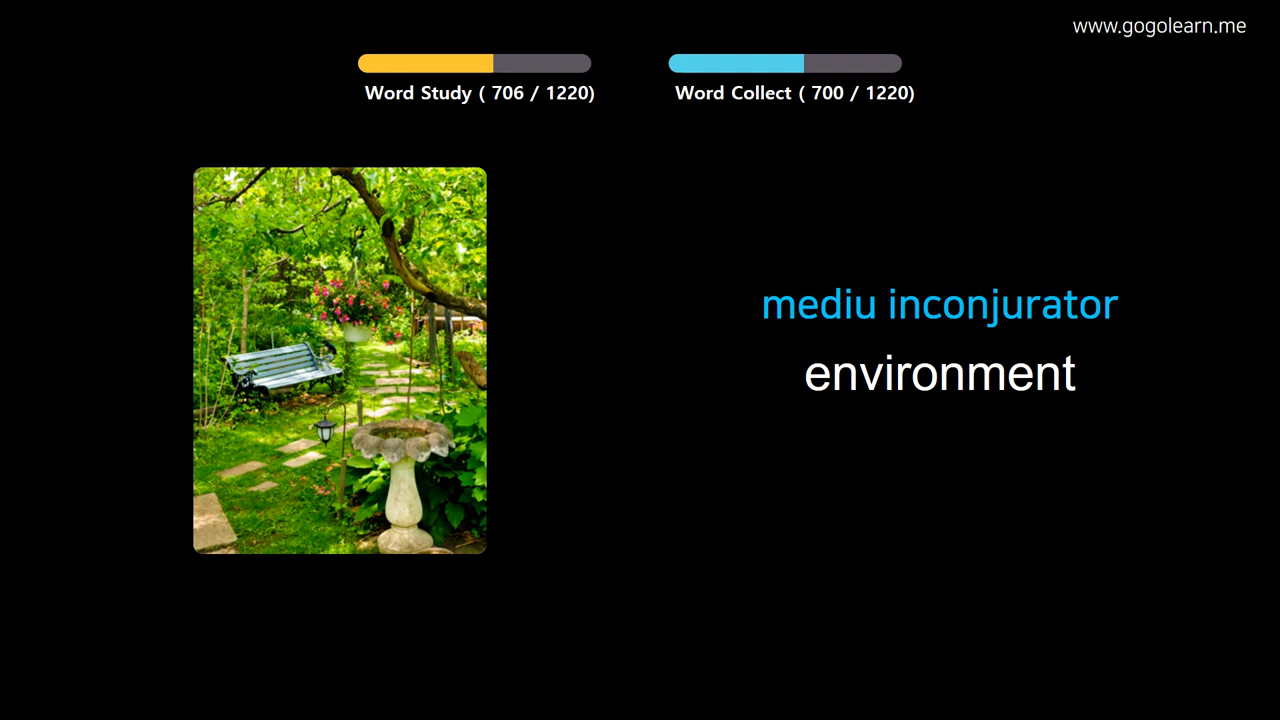 www.gogolearn.me
Word Study ( 706 / 1220)
Word Collect ( 700 / 1220)
mediu inconjurator
environment